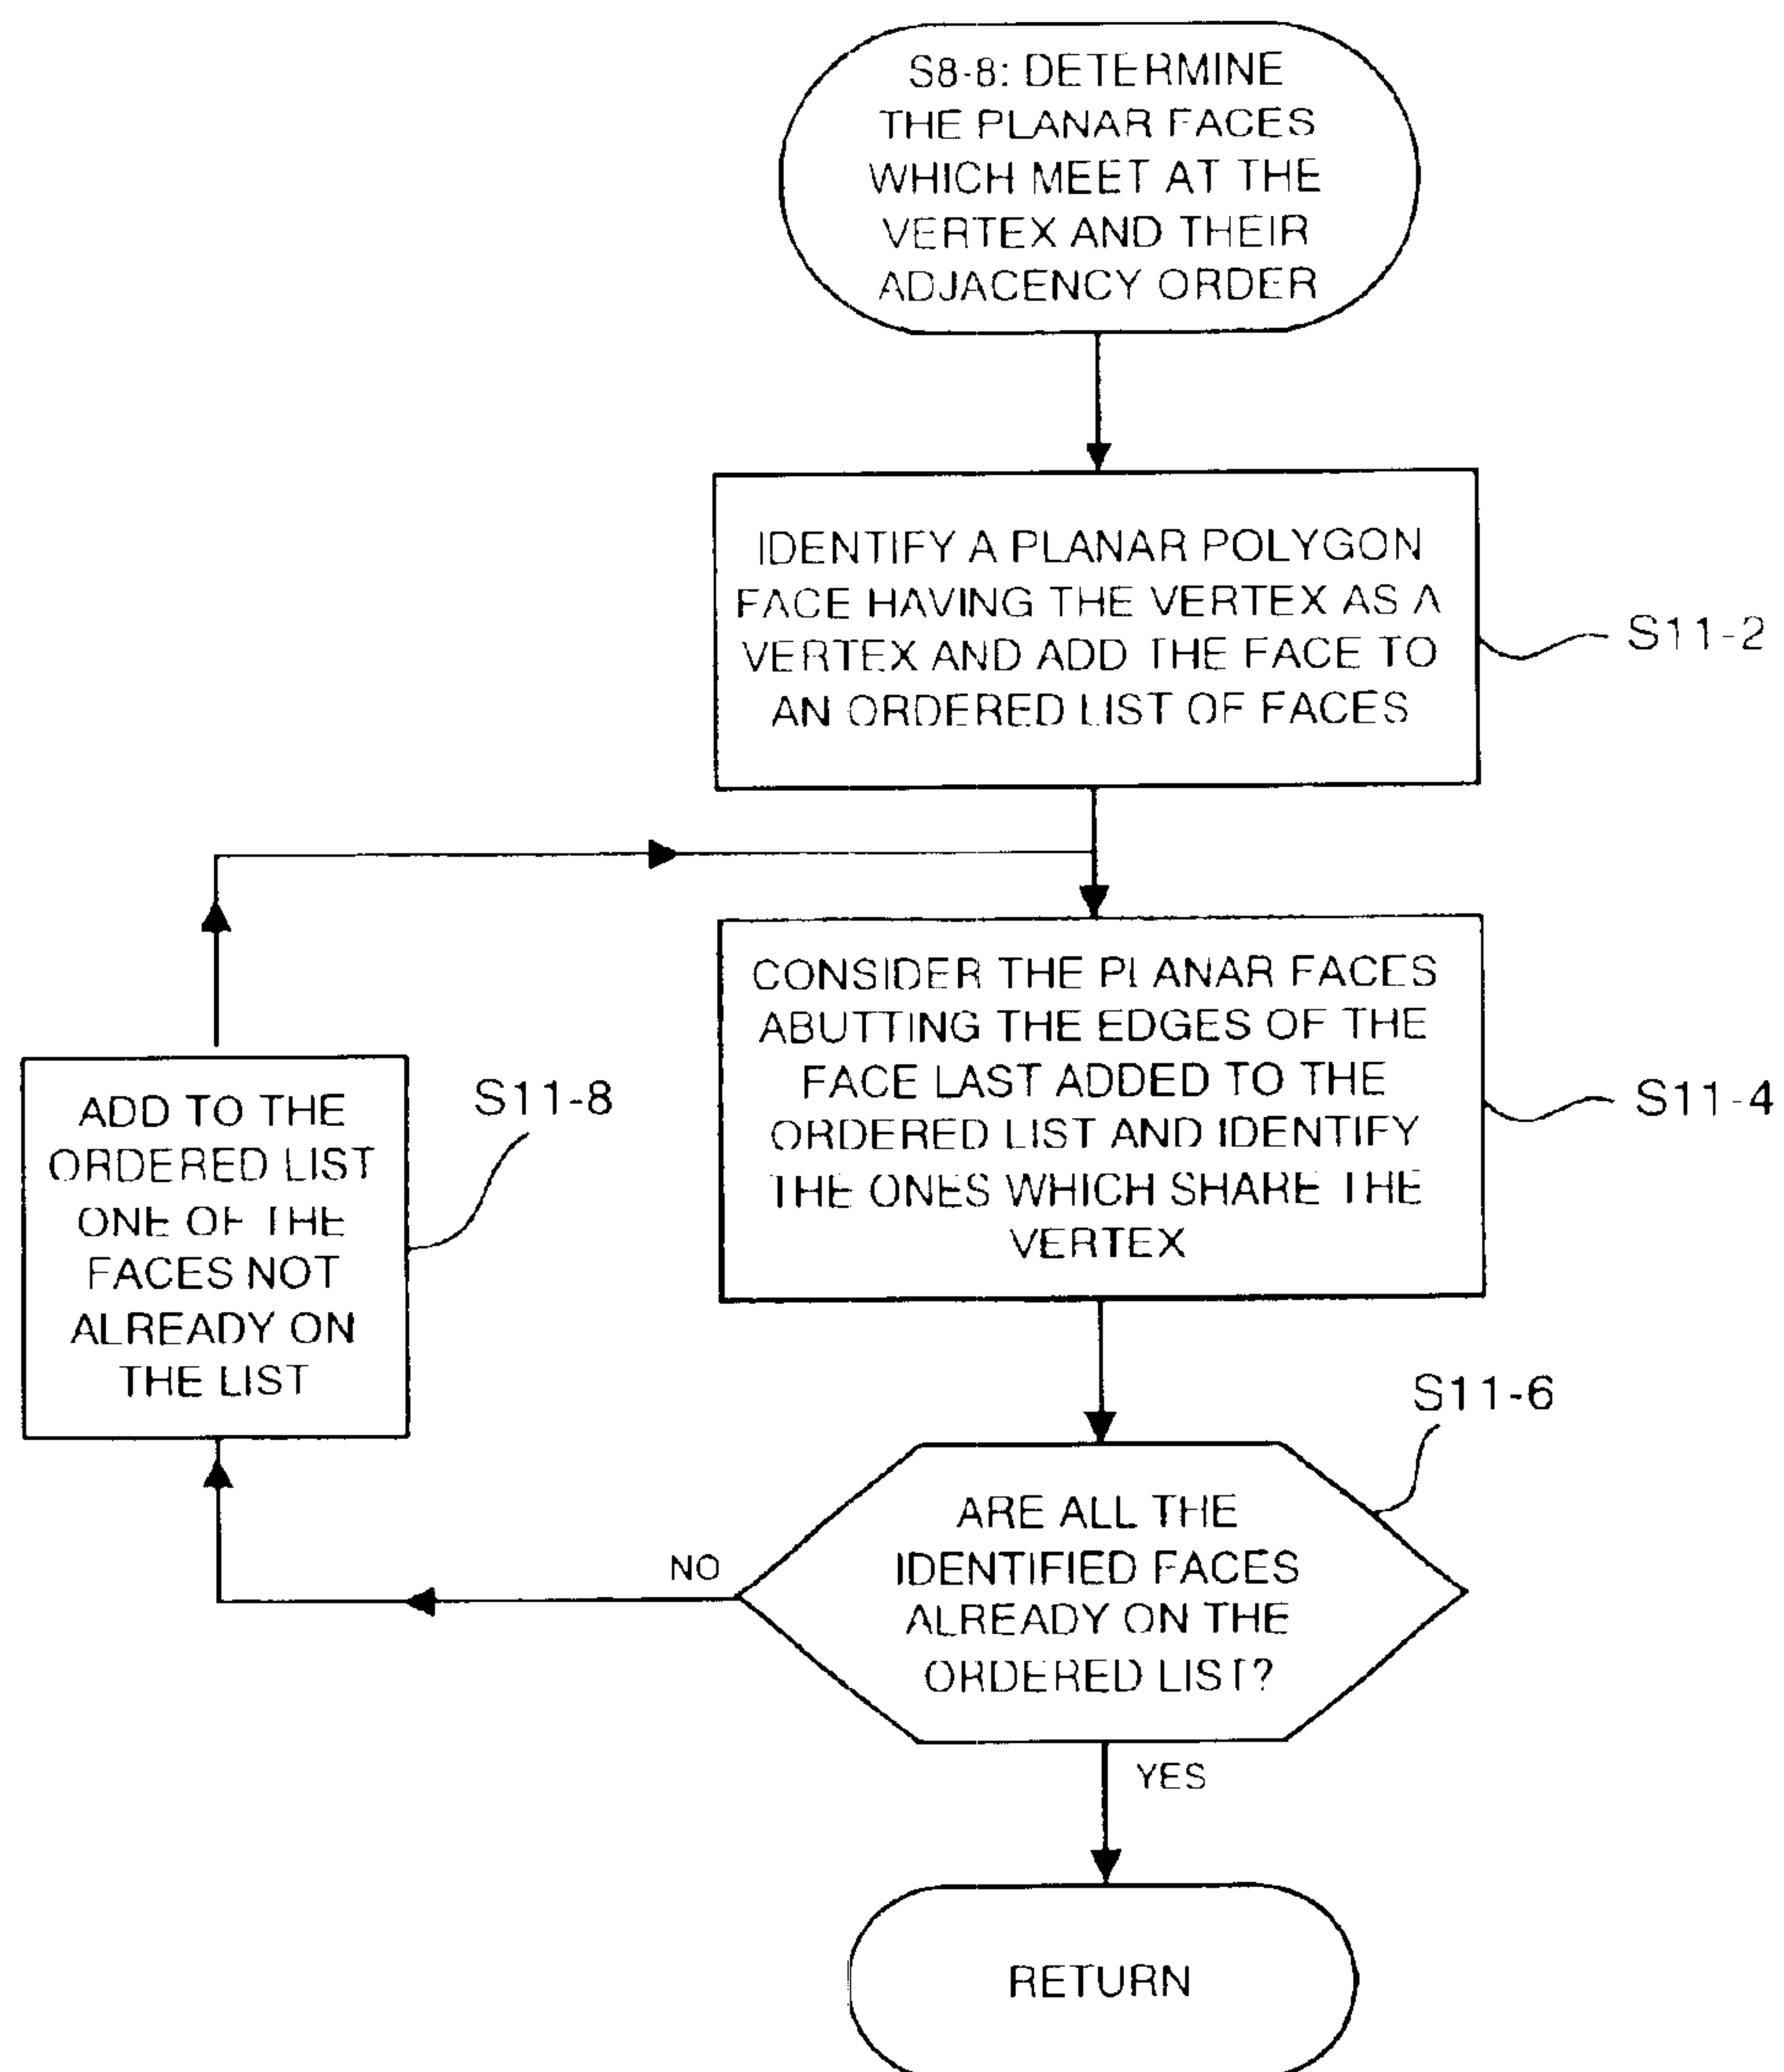 S8-8: DETERMINE
THE PLANAR FACES
WHICH MEET AT THE
VERTEX AND THEIR
ADJACENCY ORDER
IDENTIFY A PLANAR POLYGON
FACE HAVING THE VERTEX AS A
VERTEX AND ADD THE FACE TO
AN ORDERED LIST OF FACES
S11-2
CONSIDER THE PLANAR FACES
ABUTTING THE EDGES OF THE
FACE LAST ADDED TO THE
ORDERED LIST AND IDENTIFY
THE ONES WHICH SHARE THE
VERTEX
S11-4
ADD TO THE
ORDERED LIST
ONE OF THE
FACES NOT
ALREADY ON
THE LIST
S11-8
S11-6
ARE ALL THE
IDENTIFIED FACES
ALREADY ON THE
ORDERED LIST?
NO
YES
RETURN